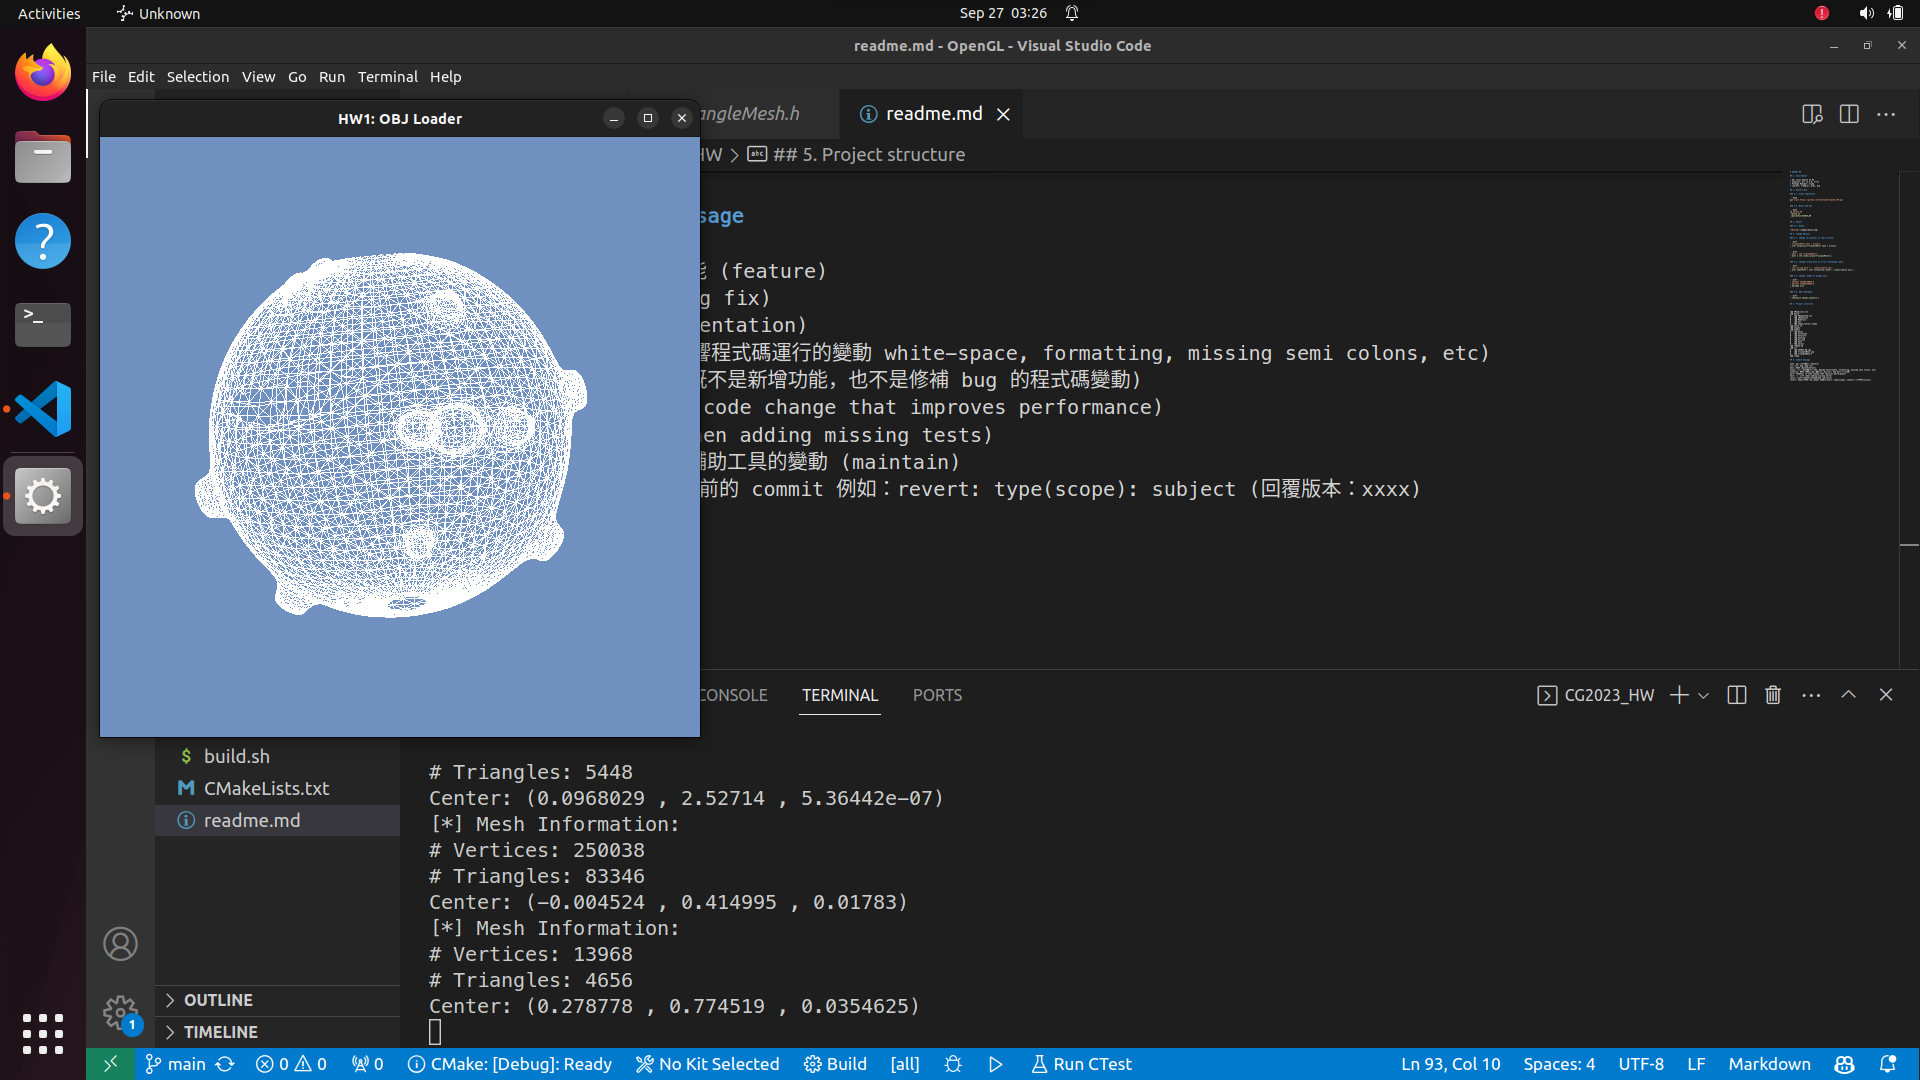 Activities
Unknown
Sep 27 03:26
readme.md - OpenGL - Visual Studio Code
File Edit Selection View Go Run Terminal Help
HW1: OBJ Loader
angleMesh.h
readme.md
HW > ## 5. Project structure
sage
(feature)
g fix)
entation)
響程式碼運行的變動 white-space, formatting, missing semi colons, etc)
既不是新增功能，也不是修補 bug 的程式碼變動)
code change that improves performance)
en adding missing tests)
輔助工具的變動 (maintain)
前的 commit 例如：revert: type(scope): subject (回覆版本：xxxx)
CONSOLE
TERMINAL
PORTS
CG2023_HW
build.sh
CMakeLists.txt
readme.md
OUTLINE
TIMELINE
# Triangles: 5448
Center: (0.0968029 , 2.52714 , 5.36442e-07)
[*] Mesh Information:
# Vertices: 250038
# Triangles: 83346
Center: (-0.004524 , 0.414995 , 0.01783)
[*] Mesh Information:
# Vertices: 13968
# Triangles: 4656
Center: (0.278778 , 0.774519 , 0.0354625)
1
main 0 0 0 CMake: [Debug]: Ready No Kit Selected Build [all] Run CTest
Ln 93, Col 10 Spaces: 4 UTF-8 LF Markdown